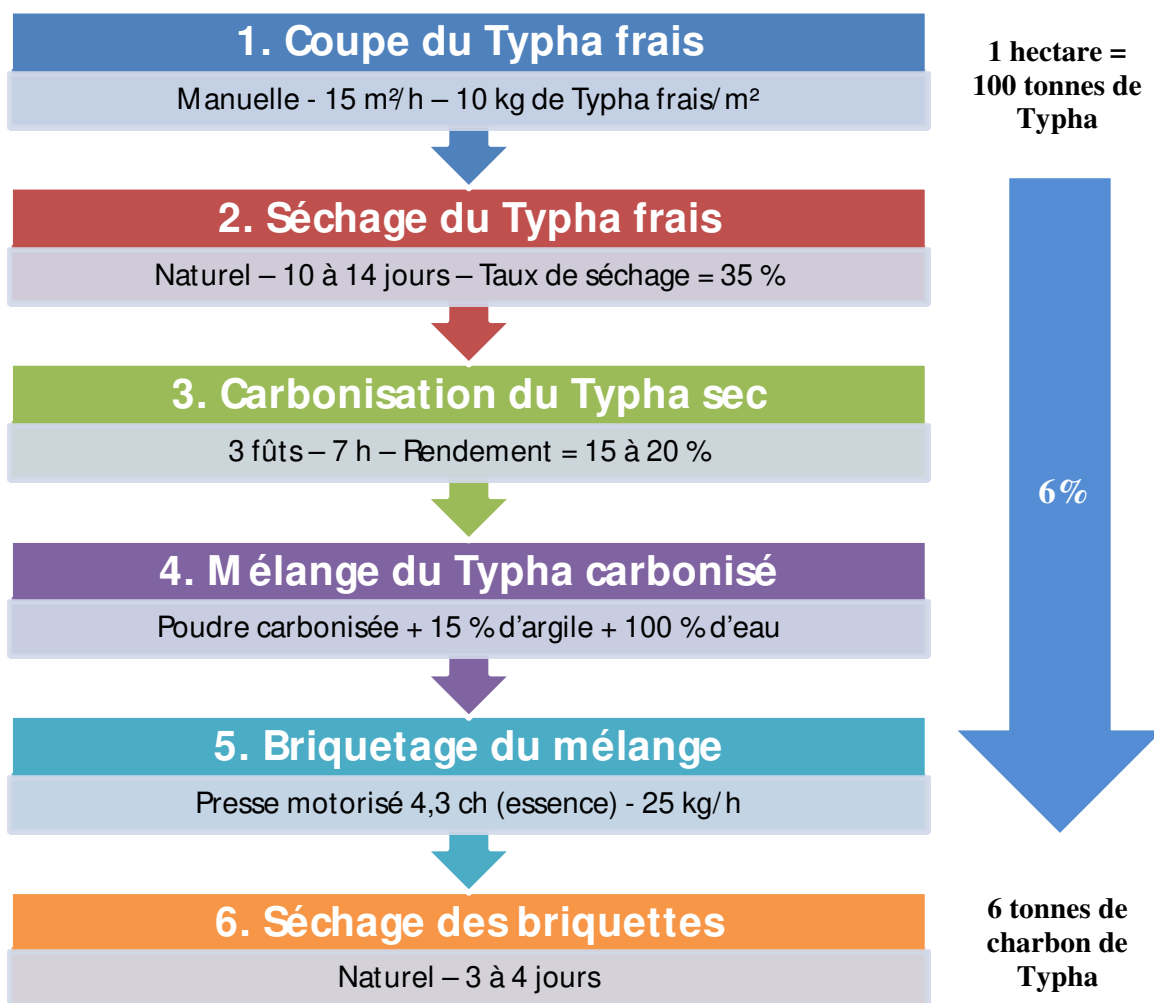 1. Coupe du Typha frais
Manuelle - 15 m²/h – 10 kg de Typha frais/m²
1 hectare =
100 tonnes de
Typha
2. Séchage du Typha frais
Naturel – 10 à 14 jours – Taux de séchage = 35 %
3. Carbonisation du Typha sec
3 fûts – 7 h – Rendement = 15 à 20 %
6%
4. Mélange du Typha carbonisé
Poudre carbonisée + 15 % d'argile + 100 % d'eau
5. Briquetage du mélange
Presse motorisé 4,3 ch (essence) - 25 kg/h
6. Séchage des briquettes
Naturel – 3 à 4 jours
6 tonnes de
charbon de
Typha